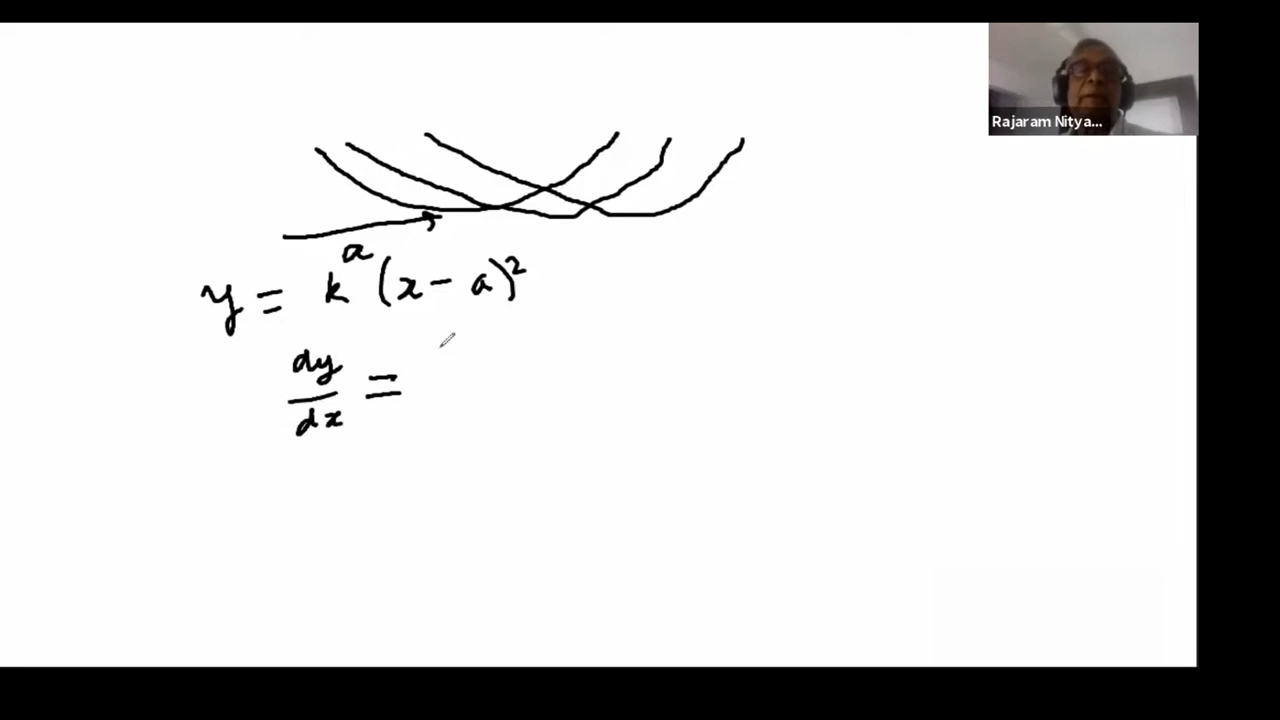 Rajaram Nitya...
a
y = k (x - a)²
dy/dx =